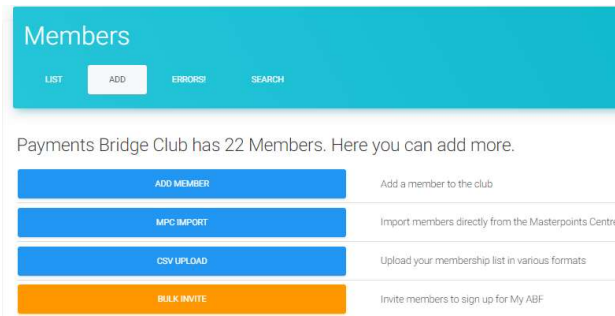 Members
LIST ADD ERRORS! SEARCH
Payments Bridge Club has 22 Members. Here you can add more.
ADD MEMBER Add a member to the club
MPC IMPORT Import members directly from the Masterpoints Centre
CSV UPLOAD Upload your membership list in various formats
BULK INVITE Invite members to sign up for My ABF